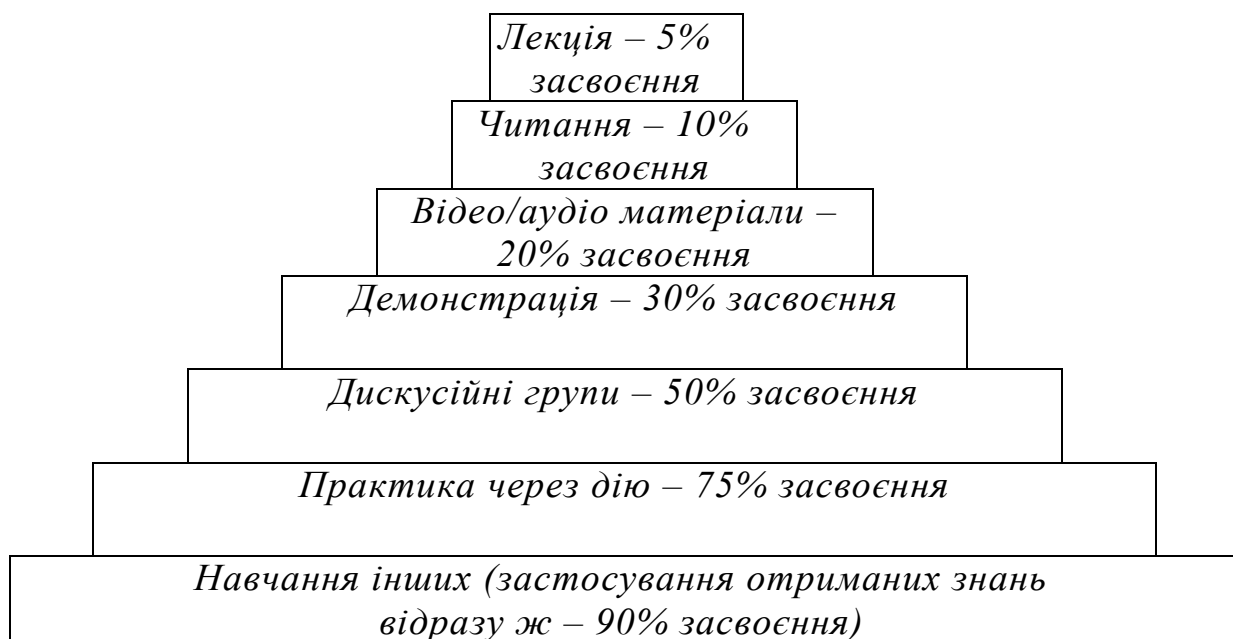 Лекція – 5%
засвоєння
Читання – 10%
засвоєння
Відео/аудіо матеріали –
20% засвоєння
Демонстрація – 30% засвоєння
Дискусійні групи – 50% засвоєння
Практика через дію – 75% засвоєння
Навчання інших (застосування отриманих знань
відразу ж – 90% засвоєння)